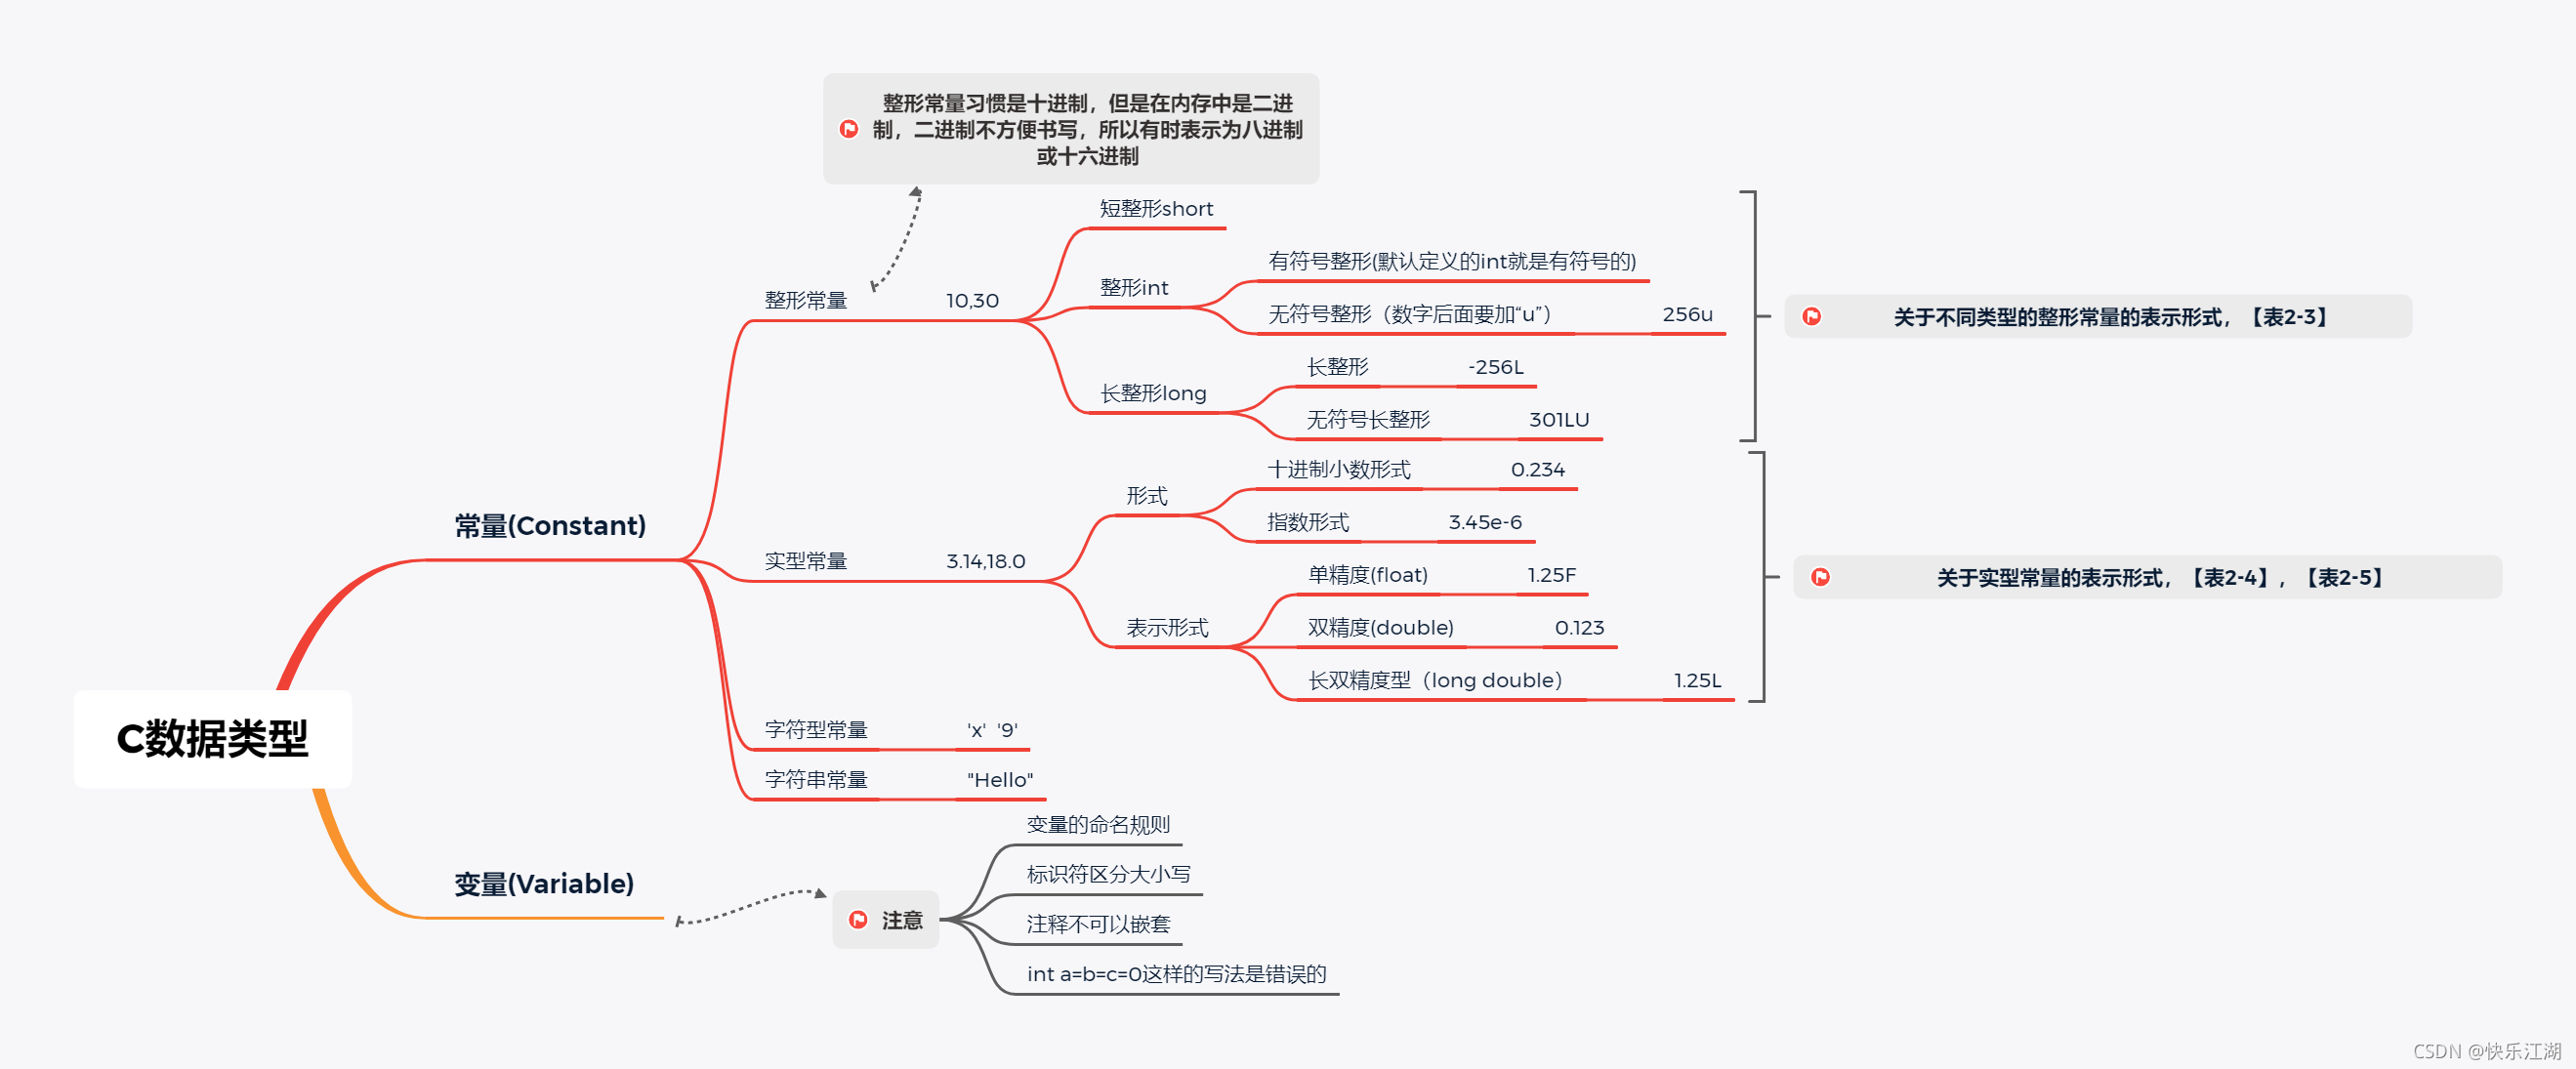 整形常量习惯是十进制，但是在内存中是二进
制，二进制不方便书写，所以有时表示为八进制
或十六进制
短整形short
有符号整形(默认定义的int就是有符号的)
整形int
整形常量
10,30
无符号整形（数字后面要加“u”）
256u
关于不同类型的整形常量的表示形式，【表2-3】
长整形
-256L
长整形long
无符号长整形
301LU
十进制小数形式
0.234
形式
常量(Constant)
指数形式
3.45e-6
实型常量
3.14,18.0
单精度(float)
1.25F
关于实型常量的表示形式，【表2-4】，【表2-5】
表示形式
双精度(double)
0.123
长双精度型（long double）
1.25L
C数据类型
字符型常量
'x' '9'
字符串常量
"Hello"
变量的命名规则
变量(Variable)
标识符区分大小写
注意
注释不可以嵌套
int a=b=c=0这样的写法是错误的
CSDN @快乐江湖